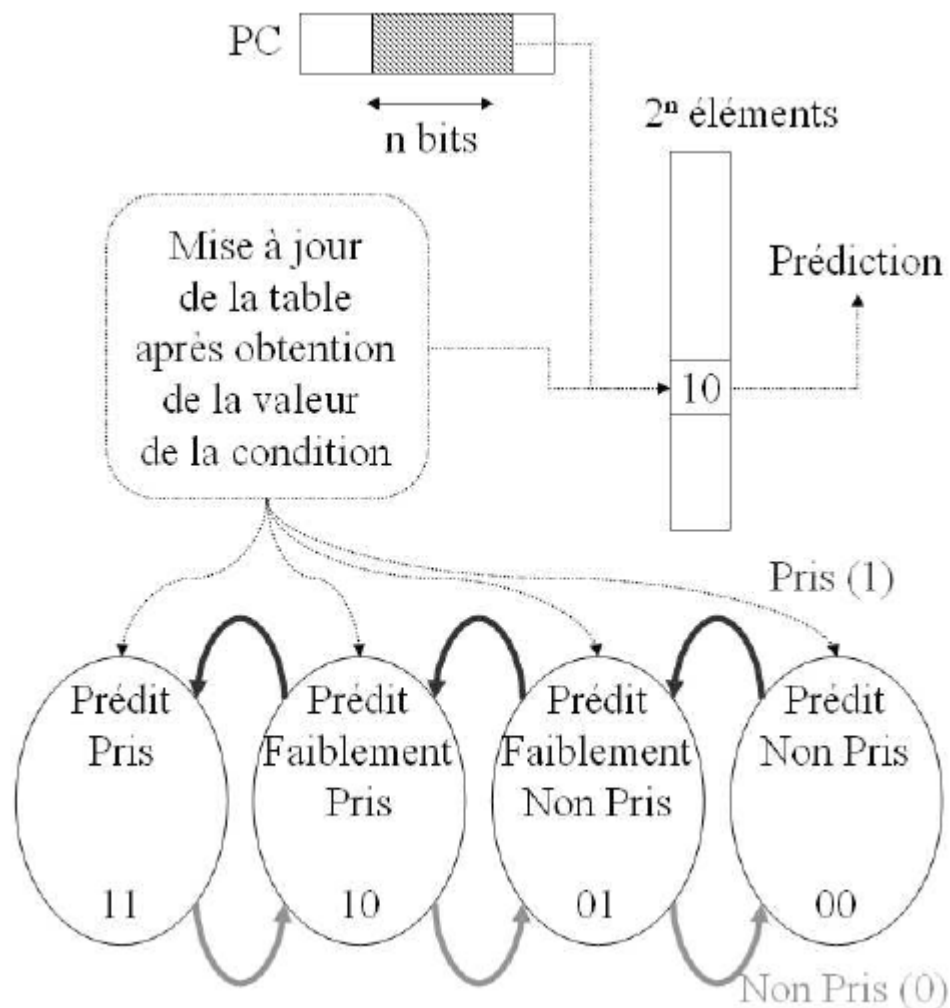 PC
n bits
2ⁿ éléments
Mise à jour
de la table
après obtention
de la valeur
de la condition
Prédiction
10
Pris (1)
Prédit
Pris
11
Prédit
Faiblement
Pris
10
Prédit
Faiblement
Non Pris
01
Prédit
Non Pris
00
Non Pris (0)